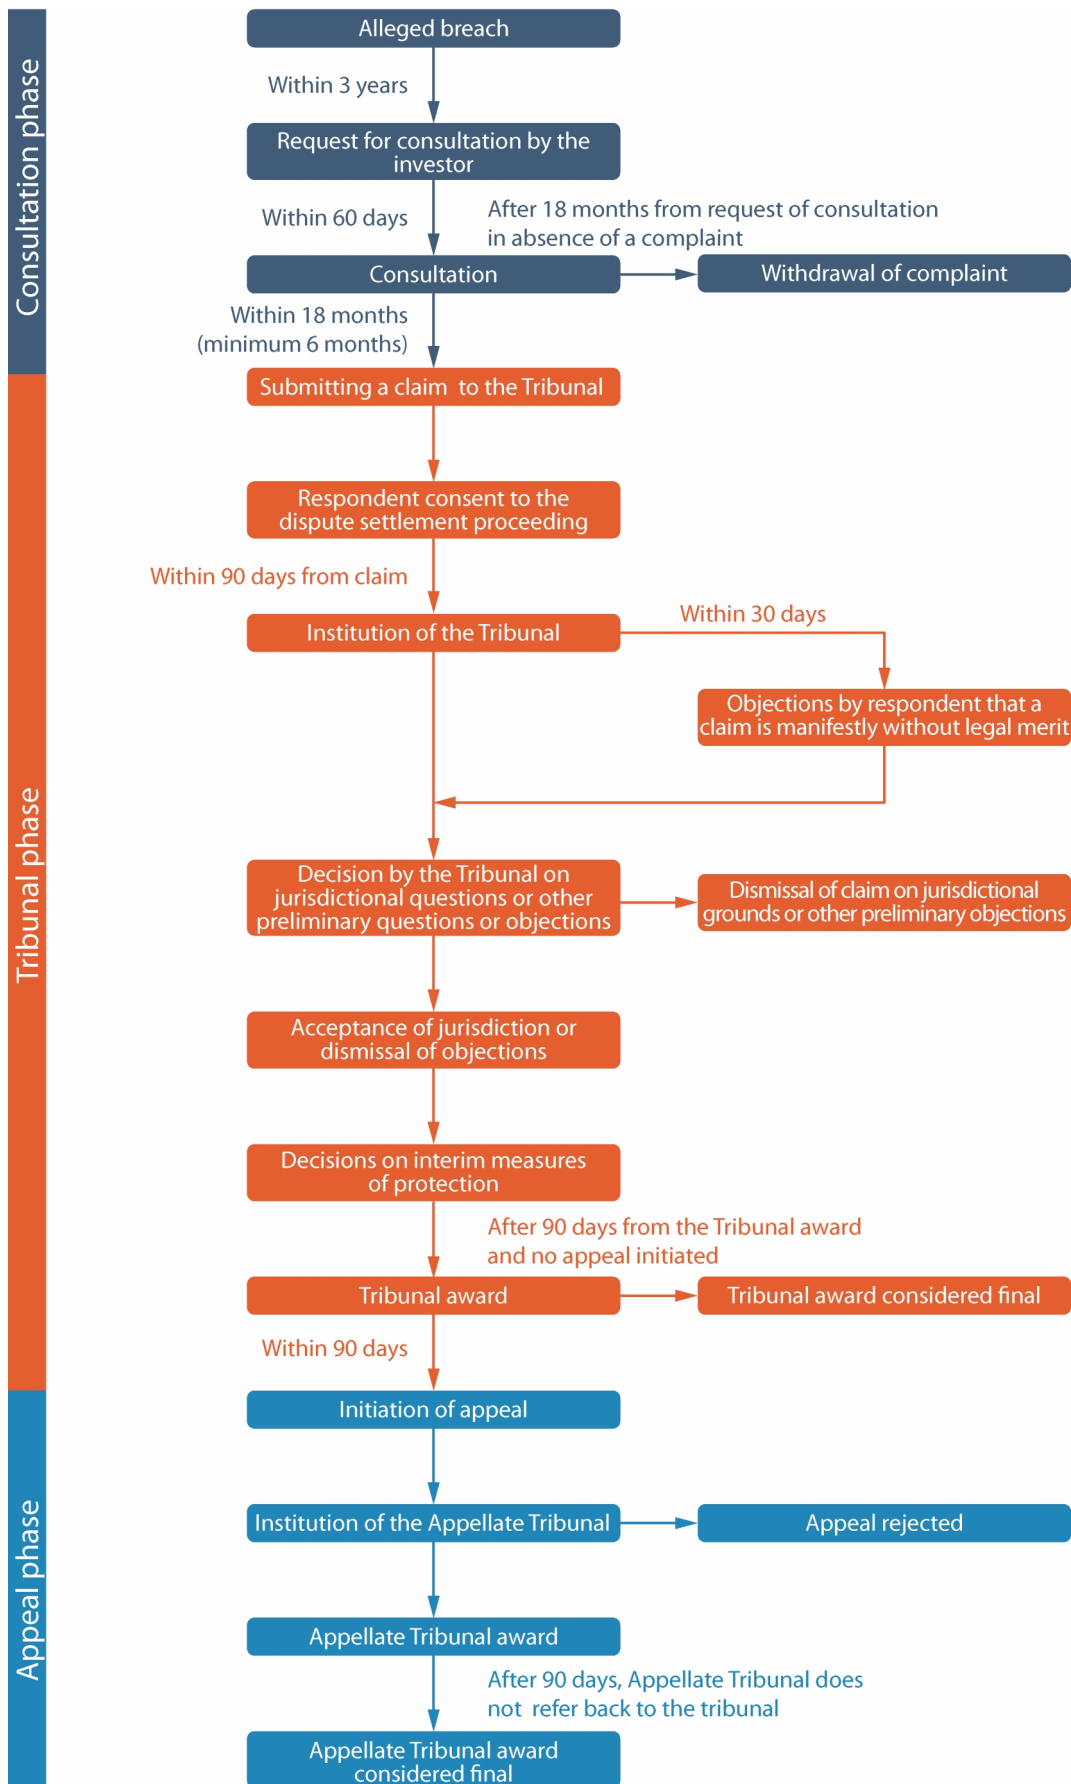 Consultation phase
Alleged breach
Within 3 years
Request for consultation by the
investor
Within 60 days
After 18 months from request of consultation
in absence of a complaint
Consultation
Withdrawal of complaint
Within 18 months
(minimum 6 months)
Tribunal phase
Submitting a claim to the Tribunal
Respondent consent to the
dispute settlement proceeding
Within 90 days from claim
Institution of the Tribunal
Within 30 days
Objections by respondent that a
claim is manifestly without legal merit
Decision by the Tribunal on
jurisdictional questions or other
preliminary questions or objections
Dismissal of claim on jurisdictional
grounds or other preliminary objections
Acceptance of jurisdiction or
dismissal of objections
Decisions on interim measures
of protection
After 90 days from the Tribunal award
and no appeal initiated
Tribunal award
Tribunal award considered final
Within 90 days
Appeal phase
Initiation of appeal
Institution of the Appellate Tribunal
Appeal rejected
Appellate Tribunal award
After 90 days, Appellate Tribunal does
not refer back to the tribunal
Appellate Tribunal award
considered final